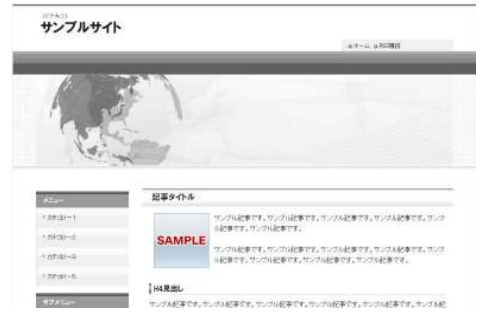 サンプルサイト
ホーム RSS購読
メニュー
カテゴリー1
カテゴリー2
カテゴリー3
サブメニュー
記事タイトル
SAMPLE
サンプル記事です。サンプル記事です。サンプル記事です。サンプル記事です。サンプ
ル記事です。サンプル記事です。
サンプル記事です。サンプル記事です。サンプル記事です。サンプル記事です。サンプ
ル記事です。サンプル記事です。サンプル記事です。サンプル記事です。
H4見出し
サンプル記事です。サンプル記事です。サンプル記事です。サンプル記事です。サンプル記事です。サンプル記